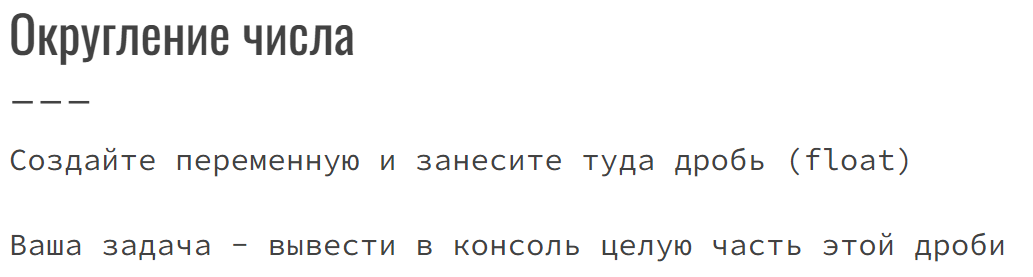 Округление числа
---
Создайте переменную и занесите туда дробь (float)
Ваша задача - вывести в консоль целую часть этой дроби